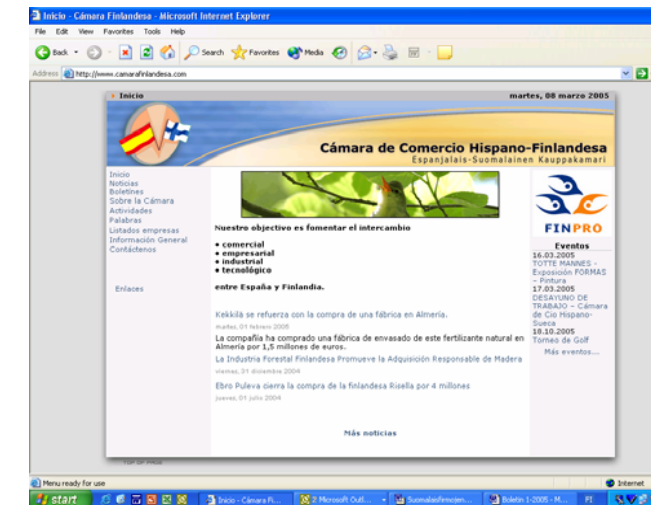 Inicio - Cámara Finlandesa - Microsoft Internet Explorer
File Edit View Favorites Tools Help
Back Search Favorites Media
Address http://www.camarafinlandesa.com
Inicio martes, 08 marzo 2005
Cámara de Comercio Hispano-Finlandesa
Espanjalais-Suomalainen Kauppakamari
Inicio
Noticias
Boletines
Sobre la Cámara
Actividades
Palabras
Listados empresas
Información General
Contáctenos
Enlaces
Nuestro objectivo es fomentar el intercambio
• comercial
• empresarial
• industrial
• tecnológico
entre España y Finlandia.
Kekkilä se refuerza con la compra de una fábrica en Almería.
martes, 01 febrero 2005
La compañía ha comprado una fábrica de envasado de este fertilizante natural en
Almería por 1,5 millones de euros.
La Industria Forestal Finlandesa Promueve la Adquisición Responsable de Madera
viernes, 31 diciembre 2004
Ebro Puleva cierra la compra de la finlandesa Risella por 4 millones
jueves, 01 julio 2004
Más noticias
FINPRO
Eventos
16.03.2005
TOTTE MANNES -
Exposición FORMAS
- Pintura
17.03.2005
DESAYUNO DE
TRABAJO - Cámara
de Cio Hispano-
Sueca
18.10.2005
Torneo de Golf
Más eventos...
TOP OF PAGE
Menu ready for use Internet
start Inicio - Cámara Fi... 2 Microsoft Outl... Suomalaisfirmojen... Boletin 1-2005 - M... FI